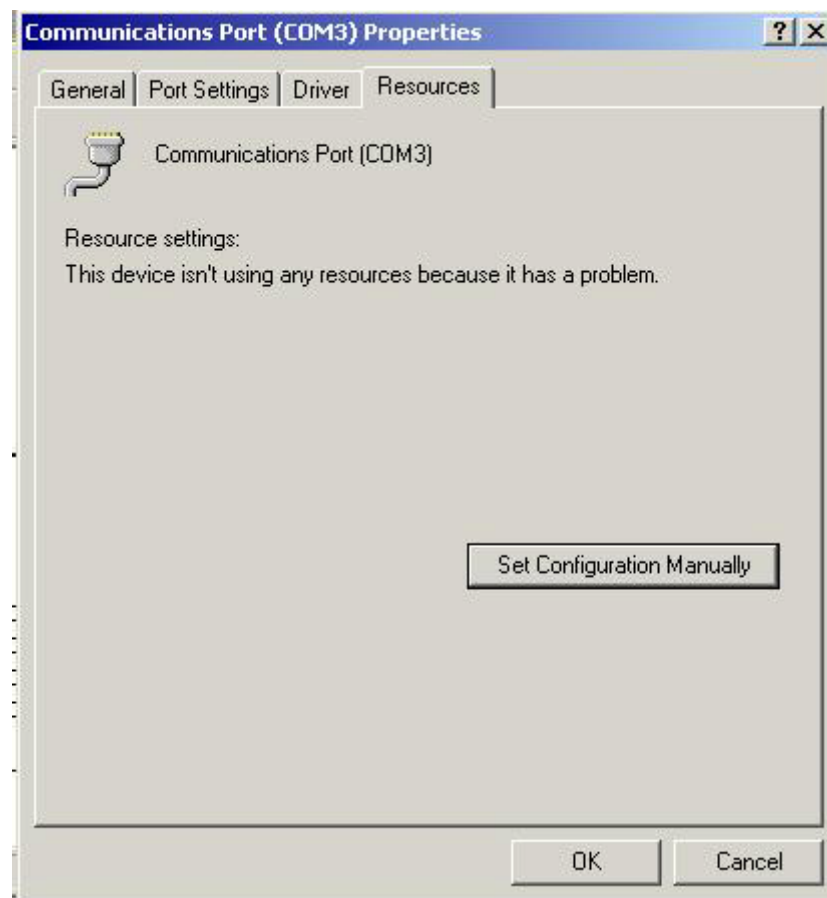 Communications Port (COM3) Properties
General Port Settings Driver Resources
Communications Port (COM3)
Resource settings:
This device isn't using any resources because it has a problem.
Set Configuration Manually
OK Cancel